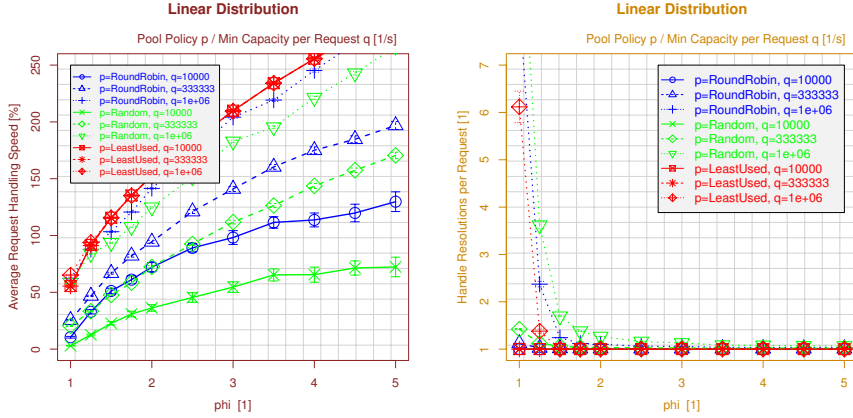 Linear Distribution
Pool Policy p / Min Capacity per Request q [1/s]
Average Request Handling Speed [%]
250
200
150
100
50
0
p=RoundRobin, q=10000
p=RoundRobin, q=333333
p=RoundRobin, q=1e+06
p=Random, q=10000
p=Random, q=333333
p=Random, q=1e+06
p=LeastUsed, q=10000
p=LeastUsed, q=333333
p=LeastUsed, q=1e+06
1 2 3 4 5
phi [1]
Linear Distribution
Pool Policy p / Min Capacity per Request q [1/s]
Handle Resolutions per Request [1]
7
6
5
4
3
2
1
p=RoundRobin, q=10000
p=RoundRobin, q=333333
p=RoundRobin, q=1e+06
p=Random, q=10000
p=Random, q=333333
p=Random, q=1e+06
p=LeastUsed, q=10000
p=LeastUsed, q=333333
p=LeastUsed, q=1e+06
1 2 3 4 5
phi [1]